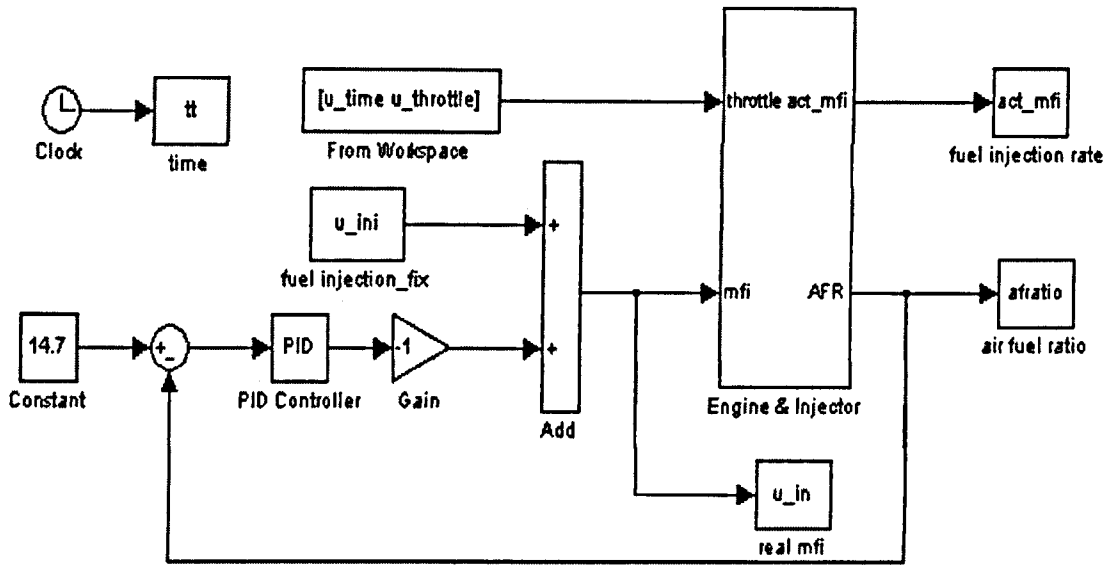 tt
Clock
time
[u_time u_throttle]
From Workspace
throttle act_mfi
act_mfi
fuel injection rate
u_ini
fuel injection_fix
+
mfi
AFR
afratio
air fuel ratio
14.7
Constant
+
-
PID
PID Controller
-1
Gain
+
Add
Engine & Injector
u_in
real mfi